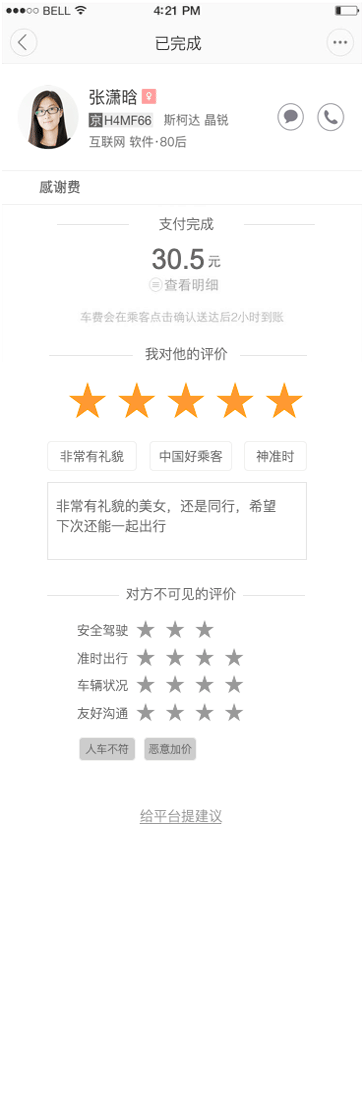 BELL 4:21 PM
已完成
张潇晗
京H4MF66 斯柯达 晶锐
互联网 软件·80后
感谢费
支付完成
30.5元
查看明细
车费会在乘客点击确认送达后2小时到账
我对他的评价
非常有礼貌 中国好乘客 神准时
非常有礼貌的美女，还是同行，希望
下次还能一起出行
对方不可见的评价
安全驾驶
准时出行
车辆状况
友好沟通
人车不符 恶意加价
给平台提建议